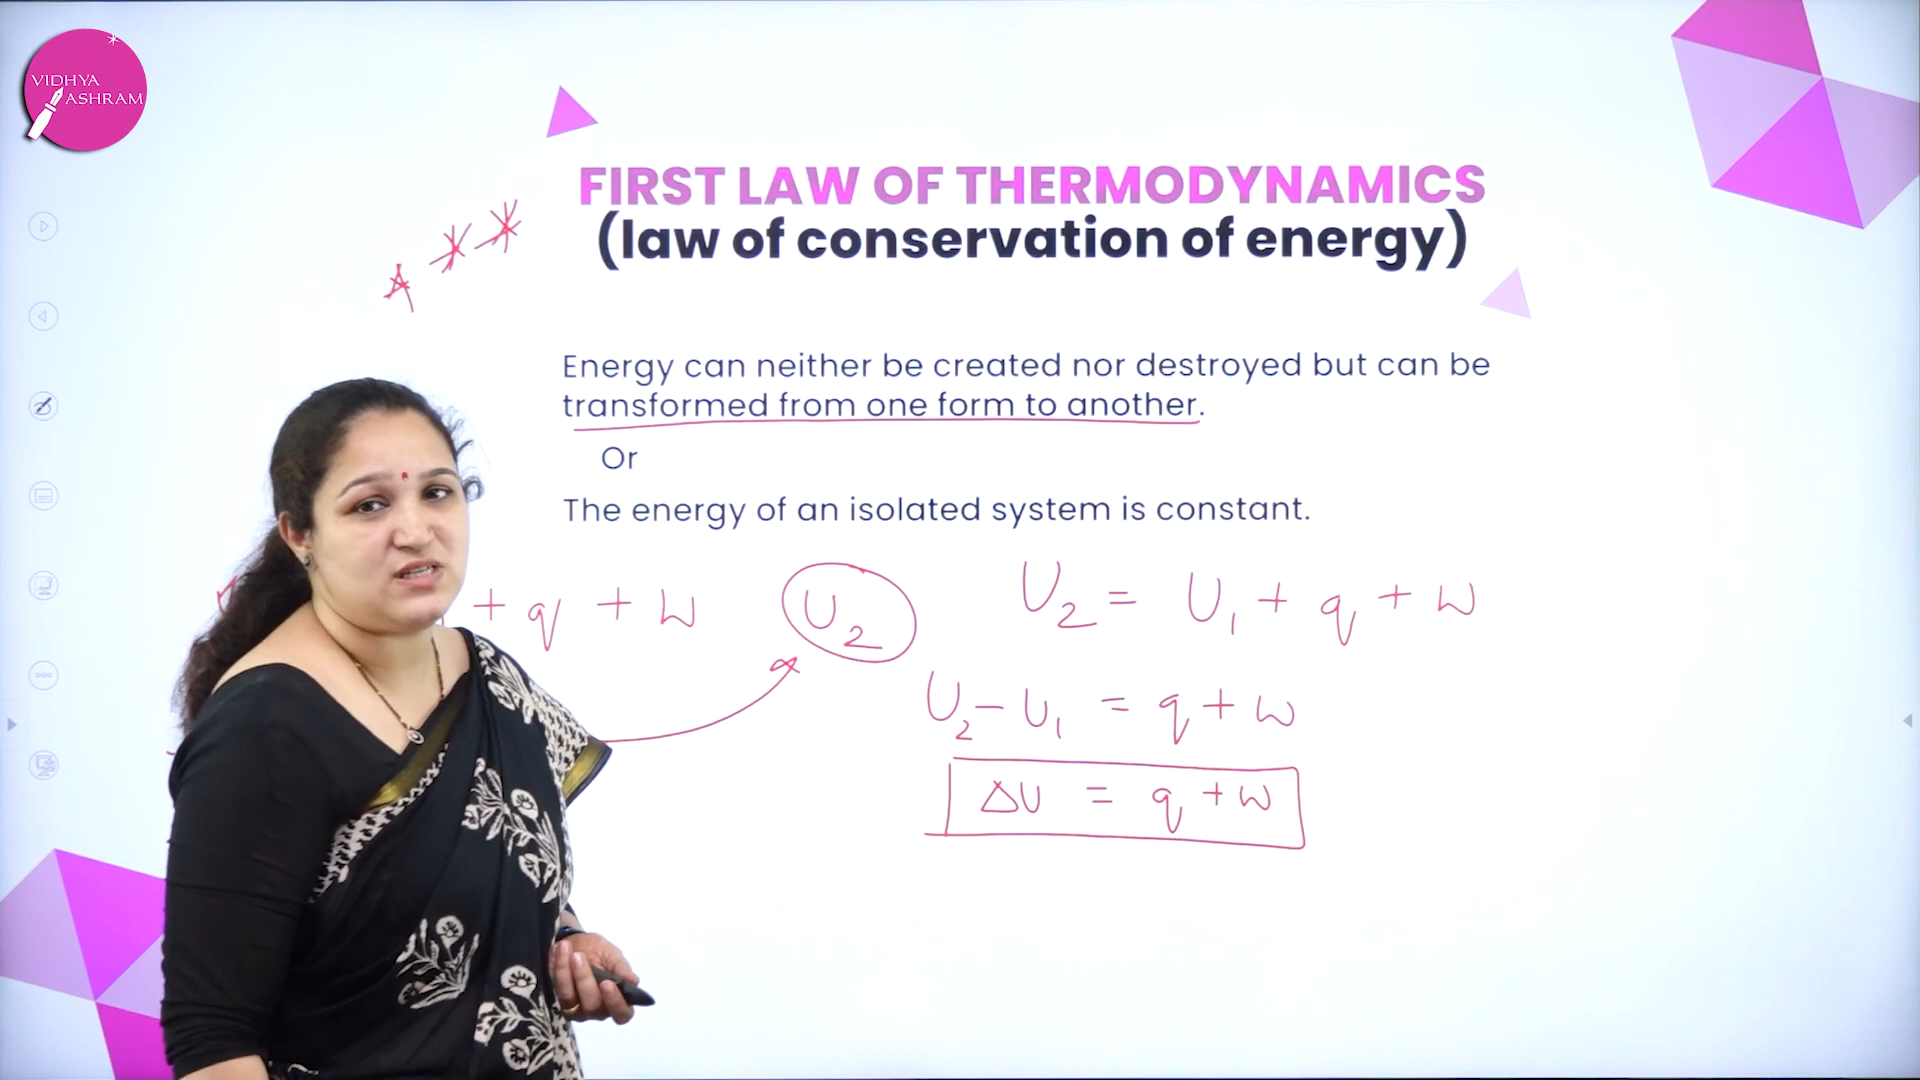 VIDHYA
ASHRAM
FIRST LAW OF THERMODYNAMICS
(law of conservation of energy)
Energy can neither be created nor destroyed but can be
transformed from one form to another.
Or
The energy of an isolated system is constant.
+ q + w U2
U2 = U1 + q + w
U2 - U1 = q + w
ΔU = q + w